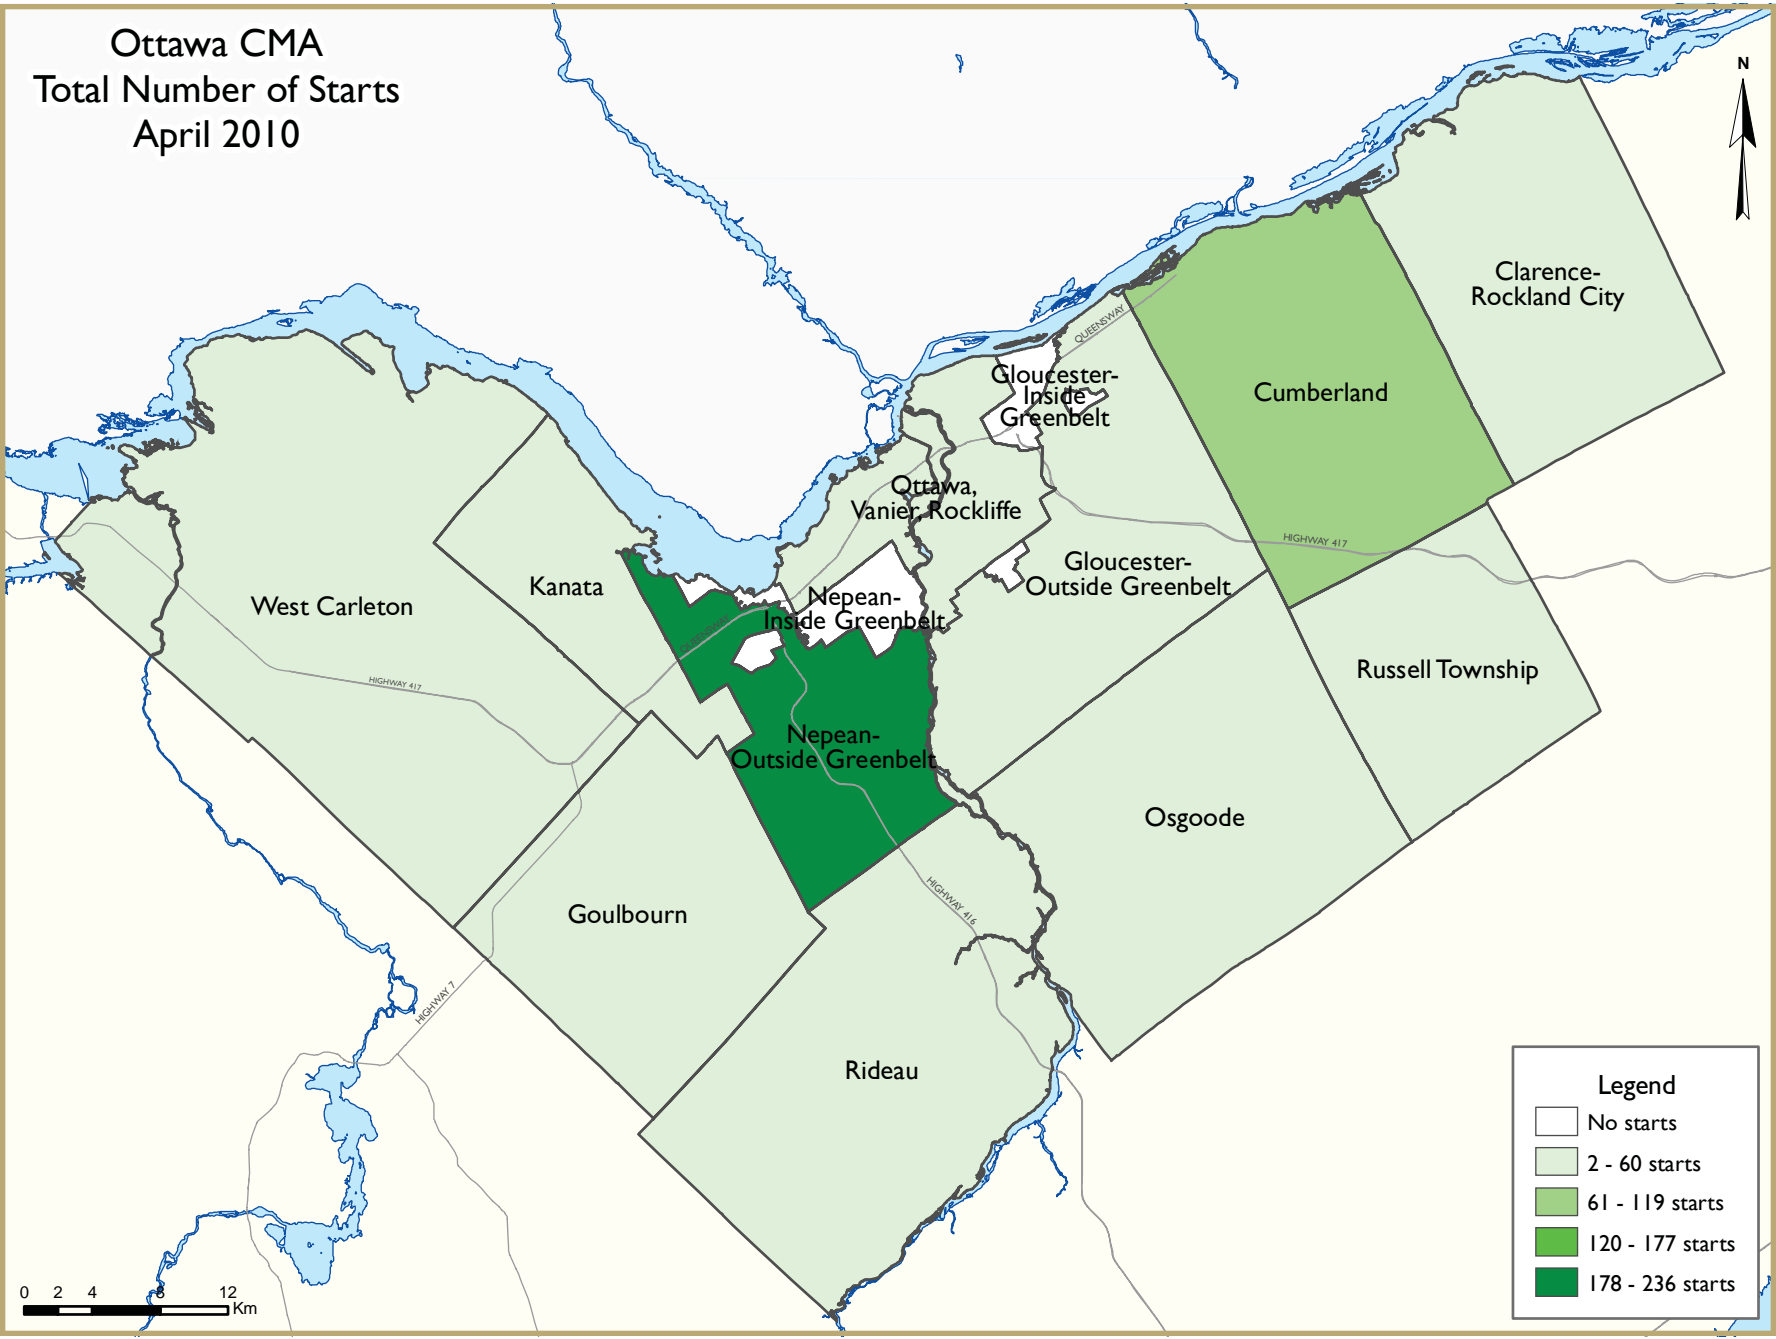 Ottawa CMA
Total Number of Starts
April 2010
N
Clarence-
Rockland City
QUEENSWAY
Gloucester-
Inside
Greenbelt
Cumberland
Ottawa,
Vanier, Rockliffe
HIGHWAY 417
Gloucester-
Outside Greenbelt
Kanata
West Carleton
Nepean-
Inside Greenbelt
QUEENSWAY
Russell Township
HIGHWAY 417
Nepean-
Outside Greenbelt
Osgoode
Goulbourn
HIGHWAY 416
HIGHWAY 7
Rideau
Legend
No starts
2 - 60 starts
61 - 119 starts
120 - 177 starts
178 - 236 starts
0 2 4 8 12
Km